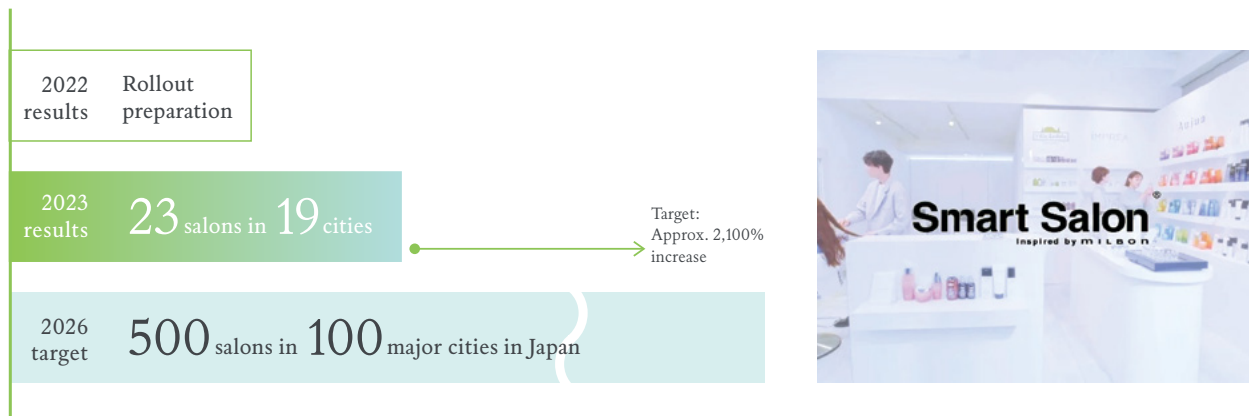 2022
results
Rollout
preparation
2023
results
23 salons in 19 cities
Target:
Approx. 2,100%
increase
2026
target
500 salons in 100 major cities in Japan
Smart Salon®
Inspired by MILBON